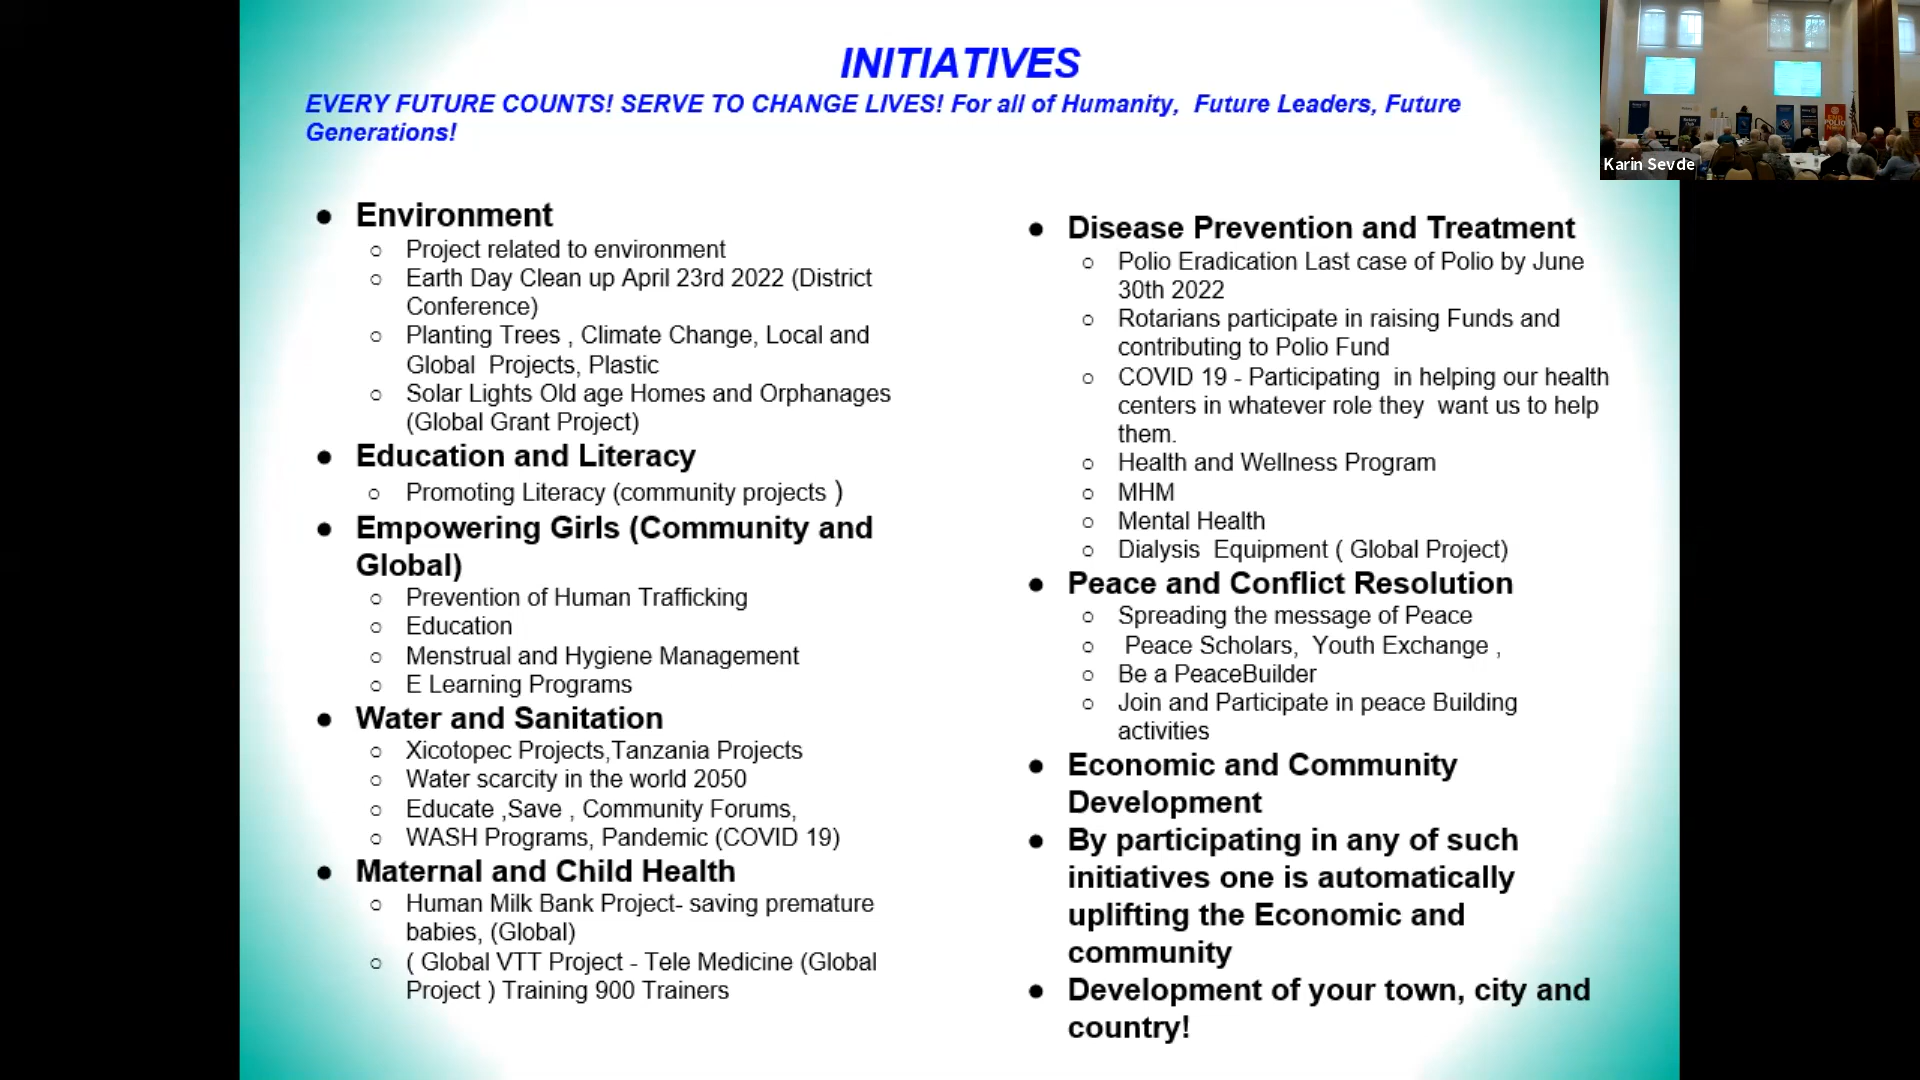 INITIATIVES
EVERY FUTURE COUNTS! SERVE TO CHANGE LIVES! For all of Humanity, Future Leaders, Future
Generations!
● Environment
○ Project related to environment
○ Earth Day Clean up April 23rd 2022 (District
Conference)
○ Planting Trees , Climate Change, Local and
Global Projects, Plastic
○ Solar Lights Old age Homes and Orphanages
(Global Grant Project)
● Education and Literacy
○ Promoting Literacy (community projects )
● Empowering Girls (Community and
Global)
○ Prevention of Human Trafficking
○ Education
○ Menstrual and Hygiene Management
○ E Learning Programs
● Water and Sanitation
○ Xicotopec Projects,Tanzania Projects
○ Water scarcity in the world 2050
○ Educate ,Save , Community Forums,
○ WASH Programs, Pandemic (COVID 19)
● Maternal and Child Health
○ Human Milk Bank Project- saving premature
babies, (Global)
○ ( Global VTT Project - Tele Medicine (Global
Project ) Training 900 Trainers
● Disease Prevention and Treatment
○ Polio Eradication Last case of Polio by June
30th 2022
○ Rotarians participate in raising Funds and
contributing to Polio Fund
○ COVID 19 - Participating in helping our health
centers in whatever role they want us to help
them.
○ Health and Wellness Program
○ MHM
○ Mental Health
○ Dialysis Equipment ( Global Project)
● Peace and Conflict Resolution
○ Spreading the message of Peace
○ Peace Scholars, Youth Exchange ,
○ Be a PeaceBuilder
○ Join and Participate in peace Building
activities
● Economic and Community
Development
● By participating in any of such
initiatives one is automatically
uplifting the Economic and
community
● Development of your town, city and
country!
END
POLIO
NOW
Karin Sevde